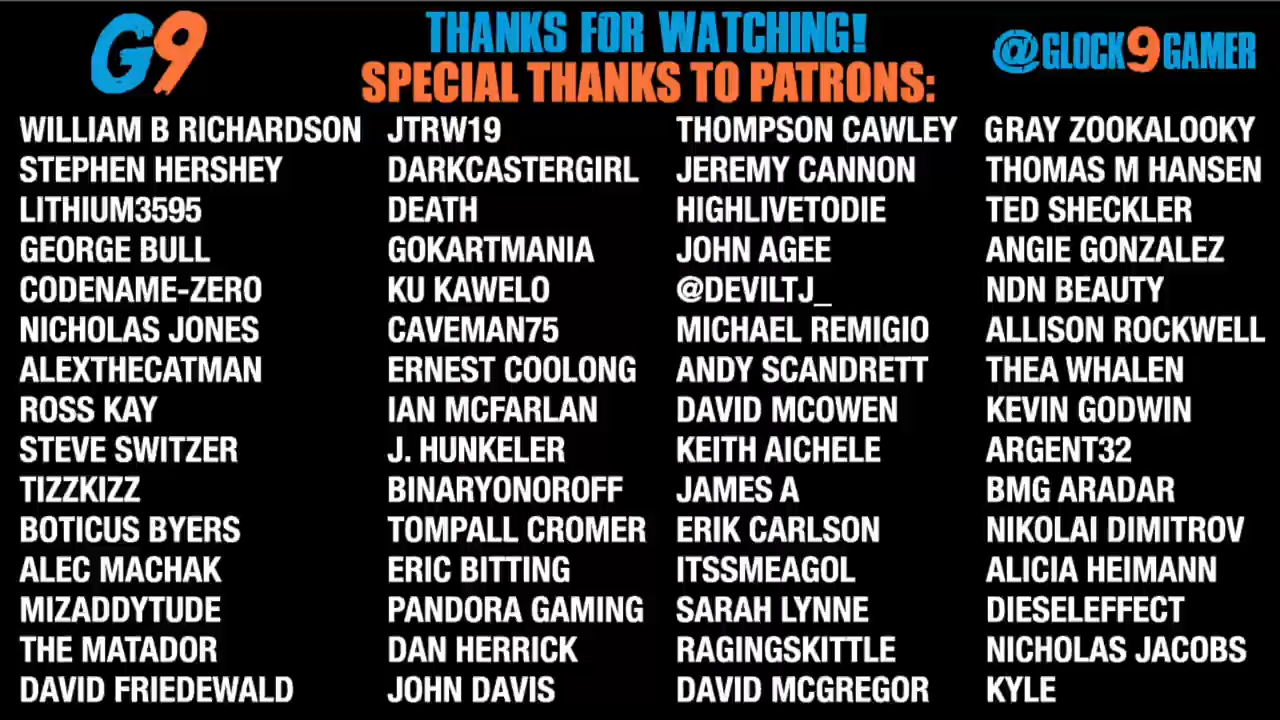 G9
THANKS FOR WATCHING!
SPECIAL THANKS TO PATRONS:
@GLOCK9GAMER
WILLIAM B RICHARDSON
STEPHEN HERSHEY
LITHIUM3595
GEORGE BULL
CODENAME-ZERO
NICHOLAS JONES
ALEXTHECATMAN
ROSS KAY
STEVE SWITZER
TIZZKIZZ
BOTICUS BYERS
ALEC MACHAK
MIZADDYTUDE
THE MATADOR
DAVID FRIEDEWALD
JTRW19
DARKCASTERGIRL
DEATH
GOKARTMANIA
KU KAWELO
CAVEMAN75
ERNEST COOLONG
IAN MCFARLAN
J. HUNKELER
BINARYONOROFF
TOMPALL CROMER
ERIC BITTING
PANDORA GAMING
DAN HERRICK
JOHN DAVIS
THOMPSON CAWLEY
JEREMY CANNON
HIGHLIVETODIE
JOHN AGEE
@DEVILTJ_
MICHAEL REMIGIO
ANDY SCANDRETT
DAVID MCOWEN
KEITH AICHELE
JAMES A
ERIK CARLSON
ITSSMEAGOL
SARAH LYNNE
RAGINGSKITTLE
DAVID MCGREGOR
GRAY ZOOKALOOKY
THOMAS M HANSEN
TED SHECKLER
ANGIE GONZALEZ
NDN BEAUTY
ALLISON ROCKWELL
THEA WHALEN
KEVIN GODWIN
ARGENT32
BMG ARADAR
NIKOLAI DIMITROV
ALICIA HEIMANN
DIESELEFFECT
NICHOLAS JACOBS
KYLE